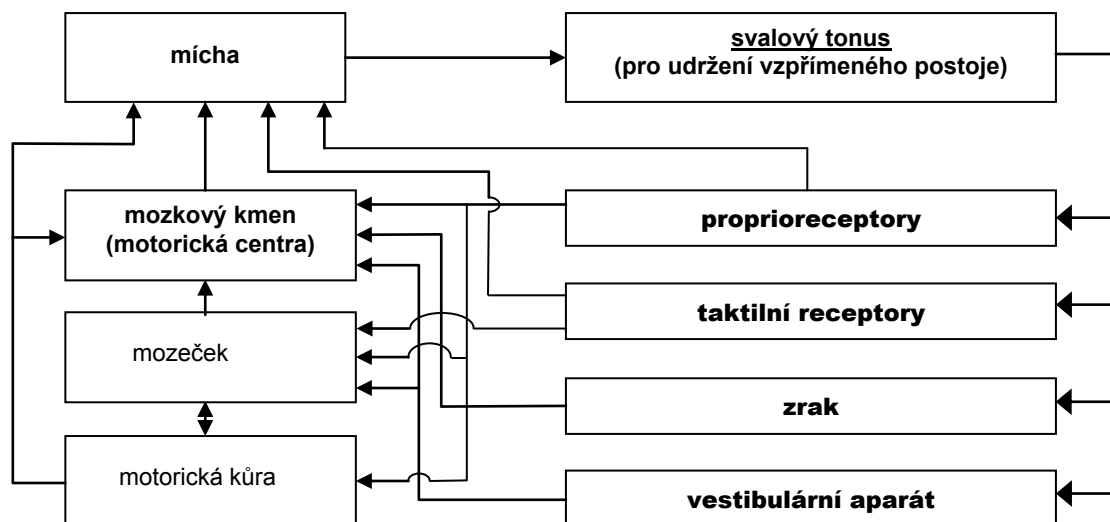 mícha
svalový tonus
(pro udržení vzpřímeného postoje)
mozkový kmen
(motorická centra)
proprioreceptory
taktilní receptory
mozeček
zrak
motorická kůra
vestibulární aparát